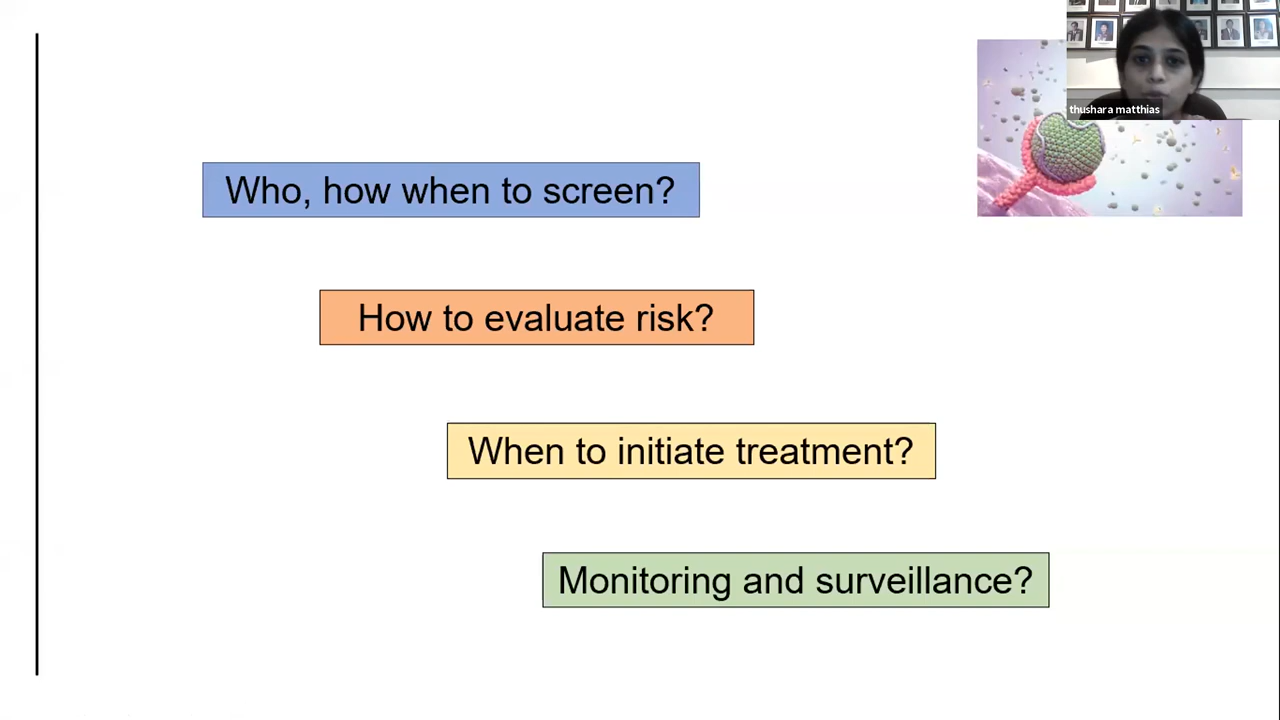 thushara matthias
Who, how when to screen?
How to evaluate risk?
When to initiate treatment?
Monitoring and surveillance?